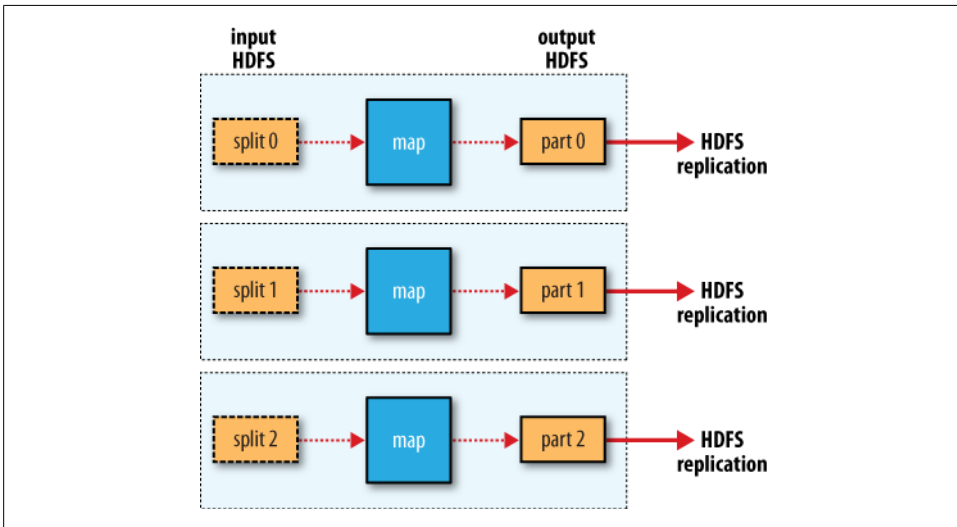 input
HDFS
output
HDFS
split 0
map
part 0
HDFS
replication
split 1
map
part 1
HDFS
replication
split 2
map
part 2
HDFS
replication